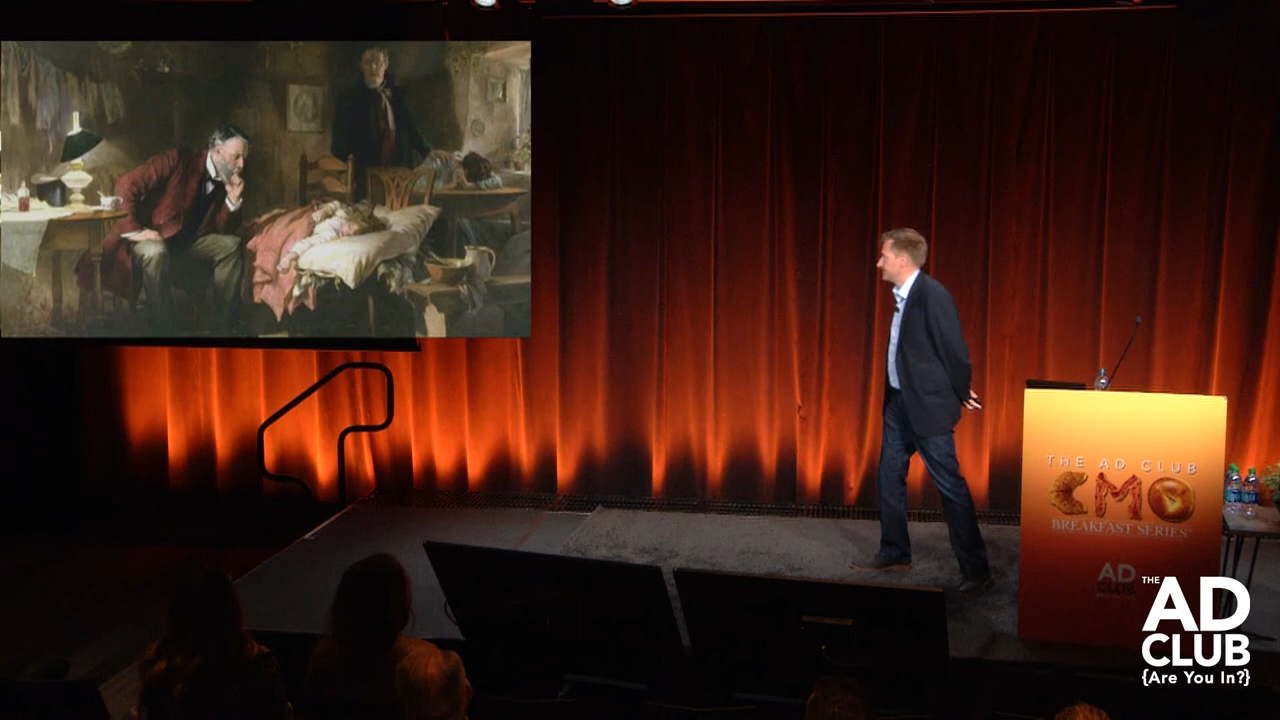 THE AD CLUB
CMO
BREAKFAST SERIES
AD
CLUB
THE
AD
CLUB
{Are You In?}